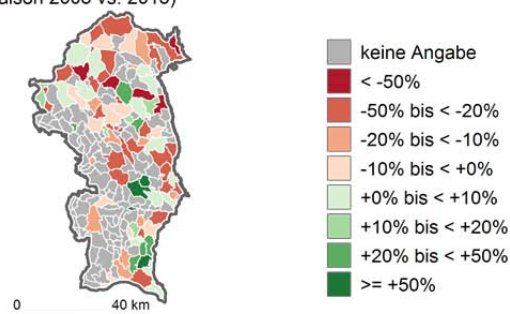 vs.
keine Angabe
< -50%
-50% bis < -20%
-20% bis < -10%
-10% bis < +0%
+0% bis < +10%
+10% bis < +20%
+20% bis < +50%
>= +50%
0 40 km